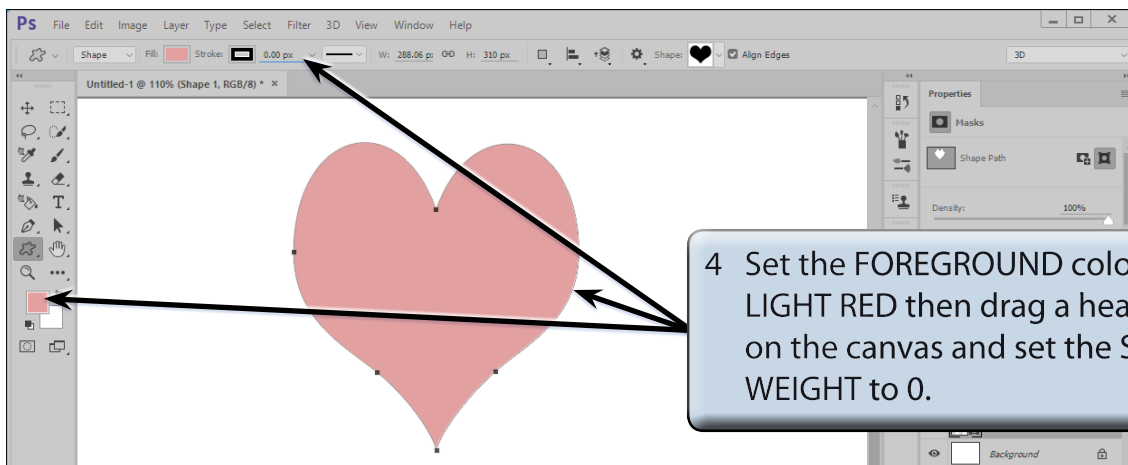 Ps File Edit Image Layer Type Select Filter 3D View Window Help
Shape Fill: Stroke: 0.00 px W: 288.06 p: H: 310 px Shape: Align Edges 3D
Untitled-1 @ 110% (Shape 1, RGB/8) * ×
Properties
Masks
Shape Path
Density: 100%
4 Set the FOREGROUND colo
LIGHT RED then drag a hea
on the canvas and set the S
WEIGHT to 0.
Background